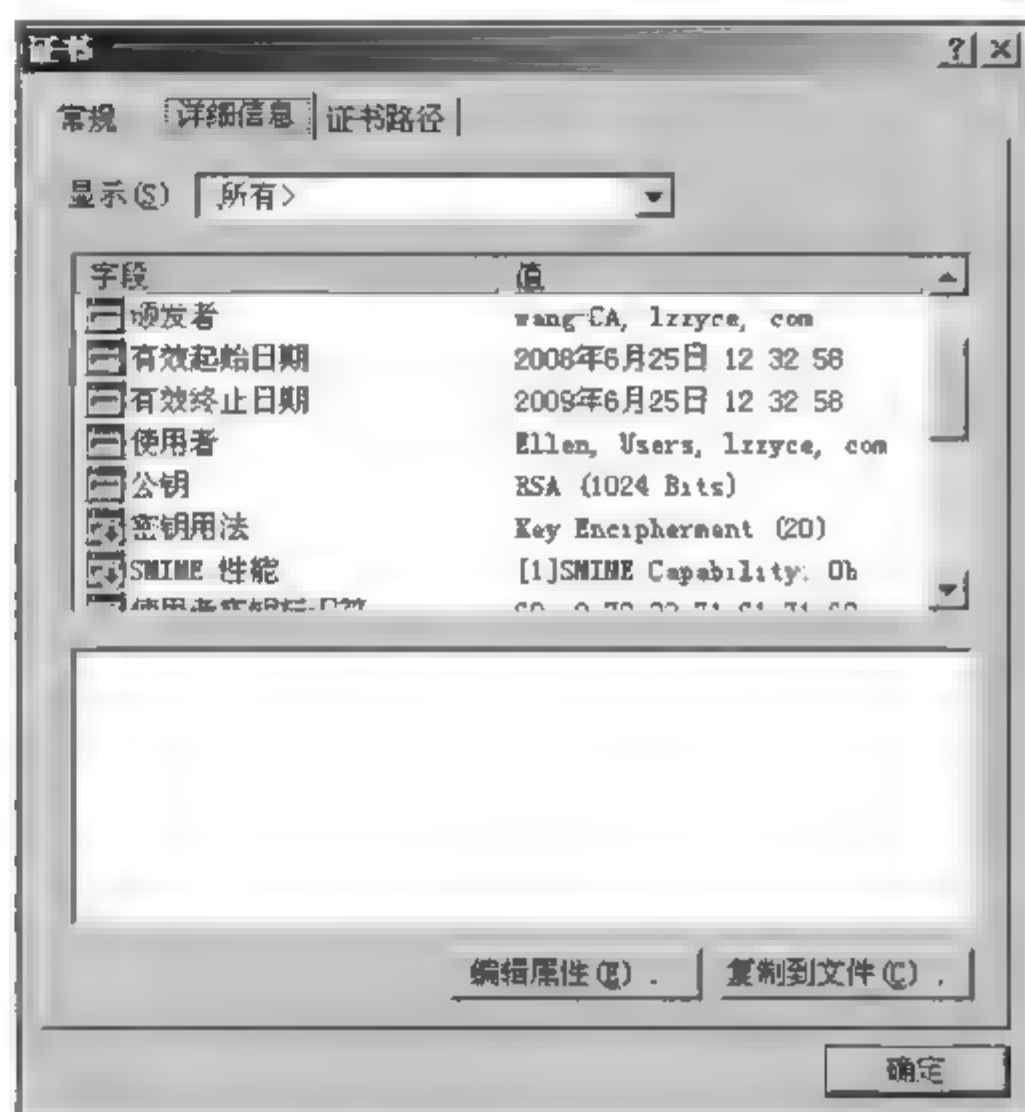 证书
常规 详细信息 证书路径
显示(S) 所有>
字段 值
颁发者 wang-CA, lzzyce, com
有效起始日期 2008年6月25日 12 32 58
有效终止日期 2009年6月25日 12 32 58
使用者 Ellen, Users, lzzyce, com
公钥 RSA (1024 Bits)
密钥用法 Key Encipherment (20)
SMIME 性能 [1]SMIME Capability: Ob
编辑属性(E). 复制到文件(C).
确定